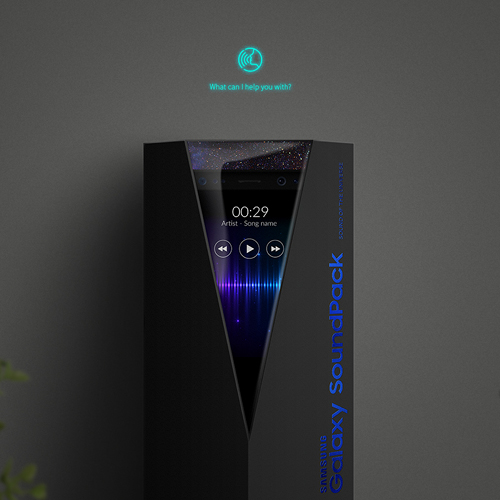 What can I help you with?
00:29
Artist - Song name
SAMSUNG
Galaxy SoundPack